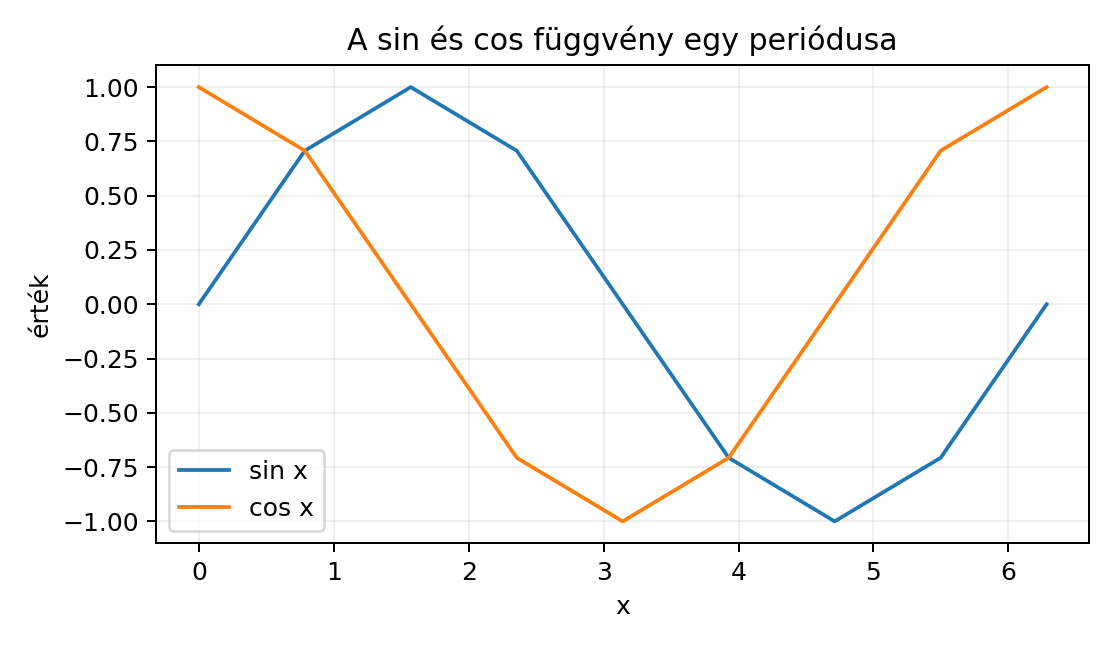 A sin és cos függvény egy periódusa
1.00
0.75
0.50
0.25
0.00
−0.25
−0.50
−0.75
−1.00
érték
sin x
cos x
0 1 2 3 4 5 6
x